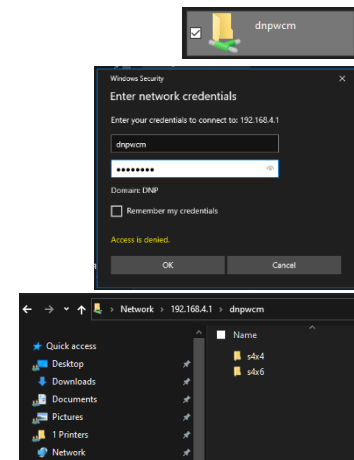 dnpwcm
Windows Security
Enter network credentials
Enter your credentials to connect to: 192.168.4.1
dnpwcm
••••••••
Domain: DNP
Remember my credentials
Access is denied.
OK
Cancel
Network > 192.168.4.1 > dnpwcm
Quick access
Desktop
Downloads
Documents
Pictures
1 Printers
Network
Name
s4x4
s4x6